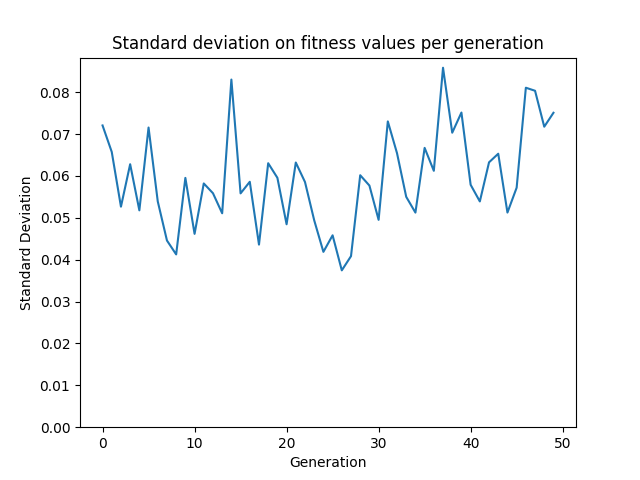 Standard deviation on fitness values per generation
0.08
0.07
0.06
0.05
0.04
0.03
0.02
0.01
0.00
Standard Deviation
0 10 20 30 40 50
Generation